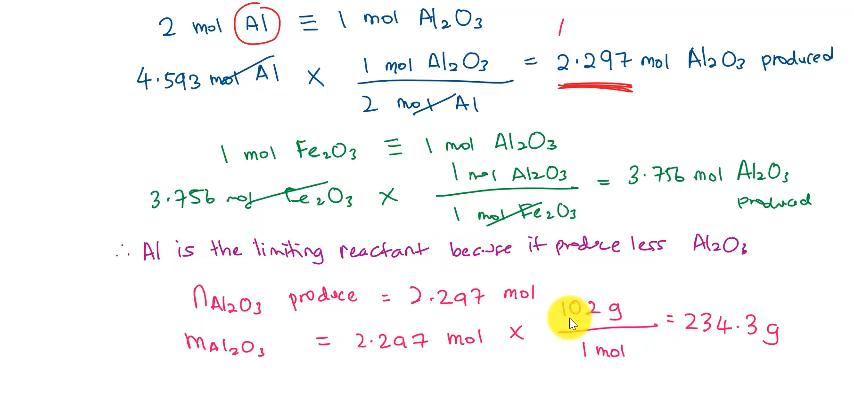 2 mol Al ≡ 1 mol Al₂O₃
4.593 mol Al × 1 mol Al₂O₃ / 2 mol Al = 2.297 mol Al₂O₃ produced
1 mol Fe₂O₃ ≡ 1 mol Al₂O₃
3.756 mol Fe₂O₃ × 1 mol Al₂O₃ / 1 mol Fe₂O₃ = 3.756 mol Al₂O₃
produced
∴ Al is the limiting reactant because it produce less Al₂O₃
nAl₂O₃ produce = 2.297 mol
mAl₂O₃ = 2.297 mol × 102 g / 1 mol = 234.3 g